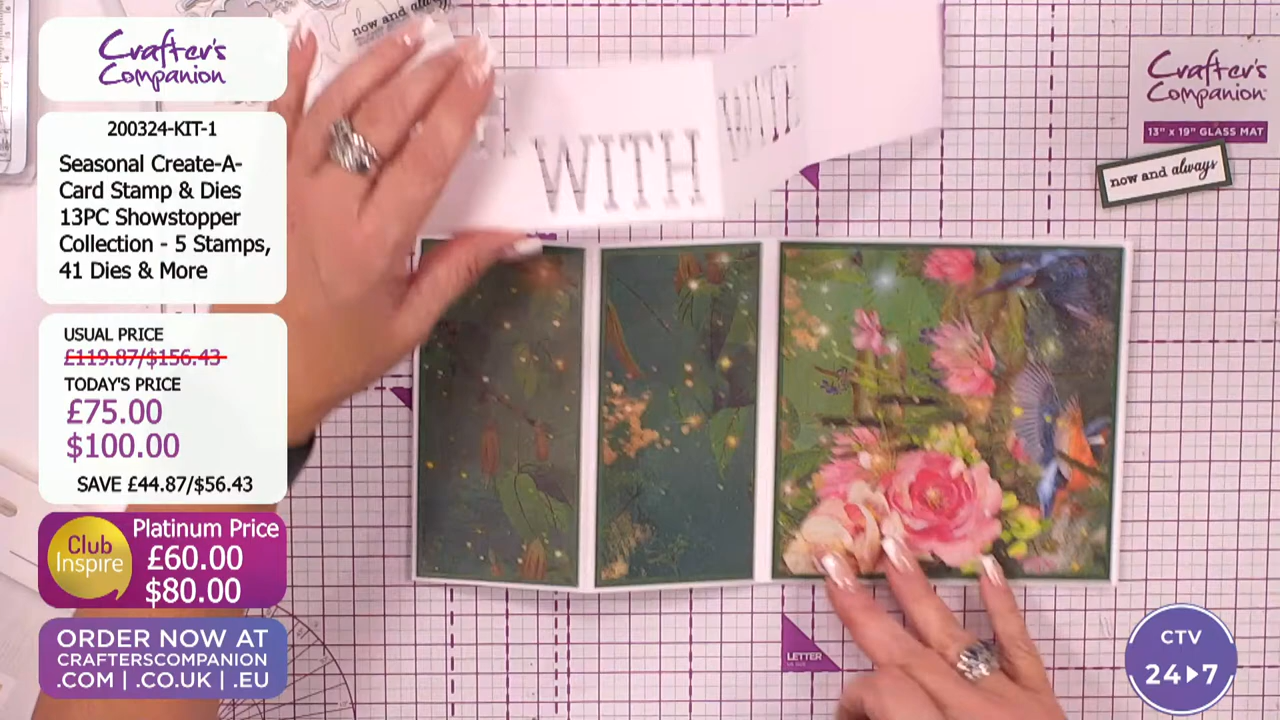 Crafter's
Companion
200324-KIT-1
Seasonal Create-A-
Card Stamp & Dies
13PC Showstopper
Collection - 5 Stamps,
41 Dies & More
USUAL PRICE
£119.87/$156.43
TODAY'S PRICE
£75.00
$100.00
SAVE £44.87/$56.43
Club
Inspire
Platinum Price
£60.00
$80.00
ORDER NOW AT
CRAFTERSCOMPANION
.COM | .CO.UK | .EU
now and always
WITH
Crafter's
Companion
13" x 19" GLASS MAT
now and always
LETTER
CTV
24▶7